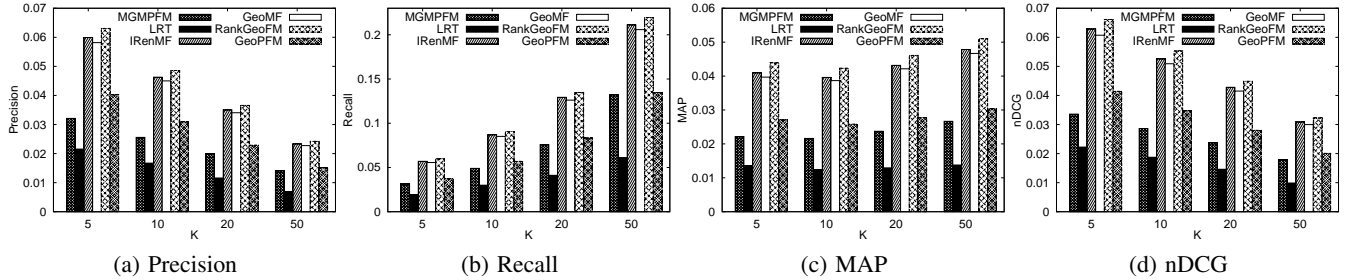 Precision
0.07
0.06
0.05
0.04
0.03
0.02
0.01
0
MGMPFM
LRT
IRenMF
GeoMF
RankGeoFM
GeoPFM
5 10 20 50
K
(a) Precision
Recall
0.2
0.15
0.1
0.05
0
MGMPFM
LRT
IRenMF
GeoMF
RankGeoFM
GeoPFM
5 10 20 50
K
(b) Recall
MAP
0.06
0.05
0.04
0.03
0.02
0.01
0
MGMPFM
LRT
IRenMF
GeoMF
RankGeoFM
GeoPFM
5 10 20 50
K
(c) MAP
nDCG
0.07
0.06
0.05
0.04
0.03
0.02
0.01
0
MGMPFM
LRT
IRenMF
GeoMF
RankGeoFM
GeoPFM
5 10 20 50
K
(d) nDCG